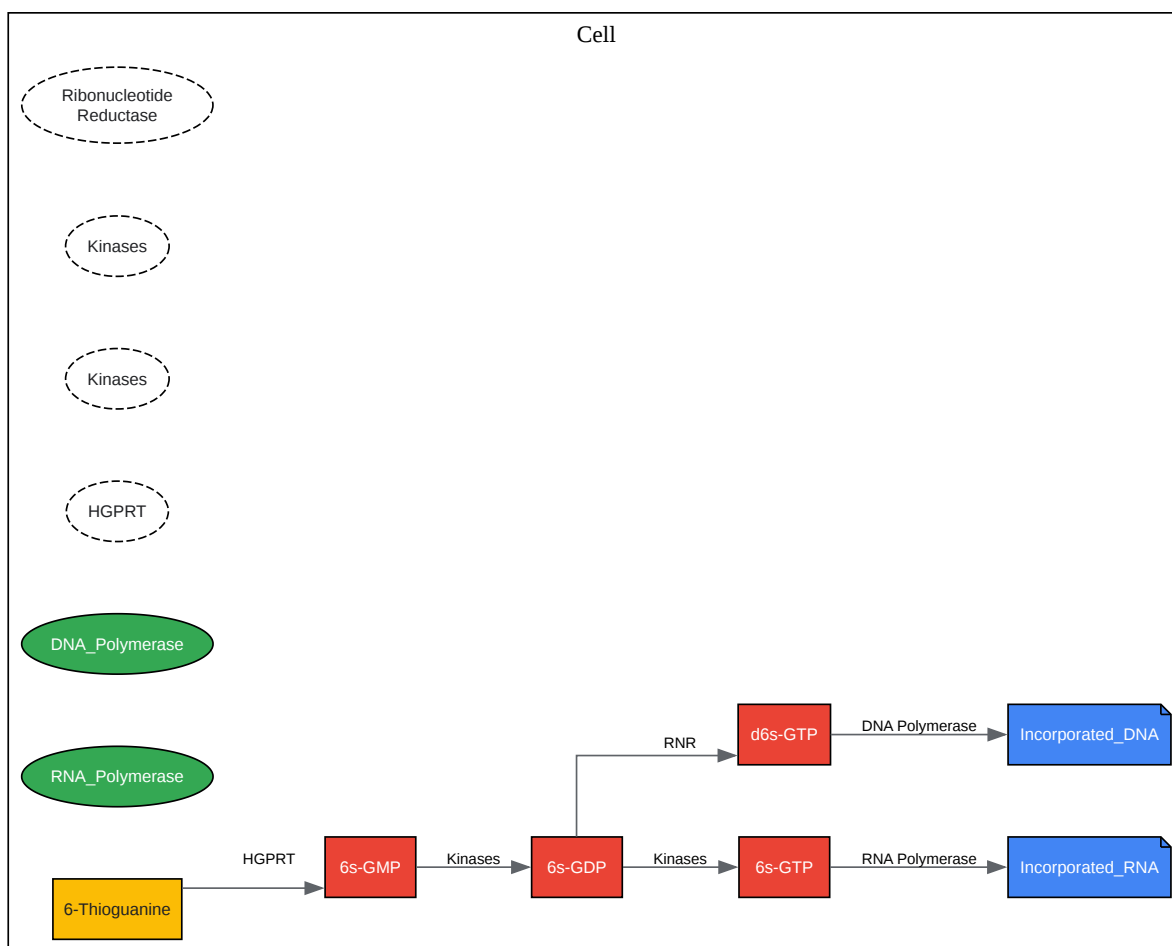 Cell
Ribonucleotide
Reductase
Kinases
Kinases
HGPRT
DNA_Polymerase
RNA_Polymerase
d6s-GTP
DNA Polymerase
Incorporated_DNA
RNR
HGPRT
6s-GMP
Kinases
6s-GDP
Kinases
6s-GTP
RNA Polymerase
Incorporated_RNA
6-Thioguanine